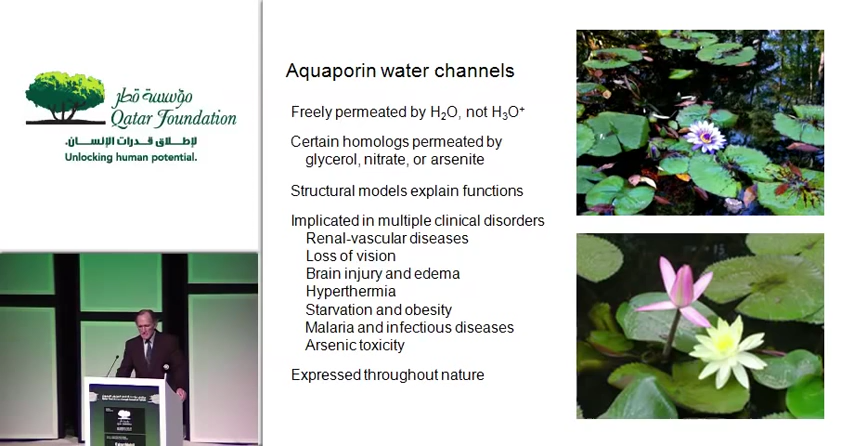 مؤسسة قطر
Qatar Foundation
لإطلاق قدرات الإنسان.
Unlocking human potential.
Aquaporin water channels
Freely permeated by H₂O, not H₃O⁺
Certain homologs permeated by
glycerol, nitrate, or arsenite
Structural models explain functions
Implicated in multiple clinical disorders
Renal-vascular diseases
Loss of vision
Brain injury and edema
Hyperthermia
Starvation and obesity
Malaria and infectious diseases
Arsenic toxicity
Expressed throughout nature